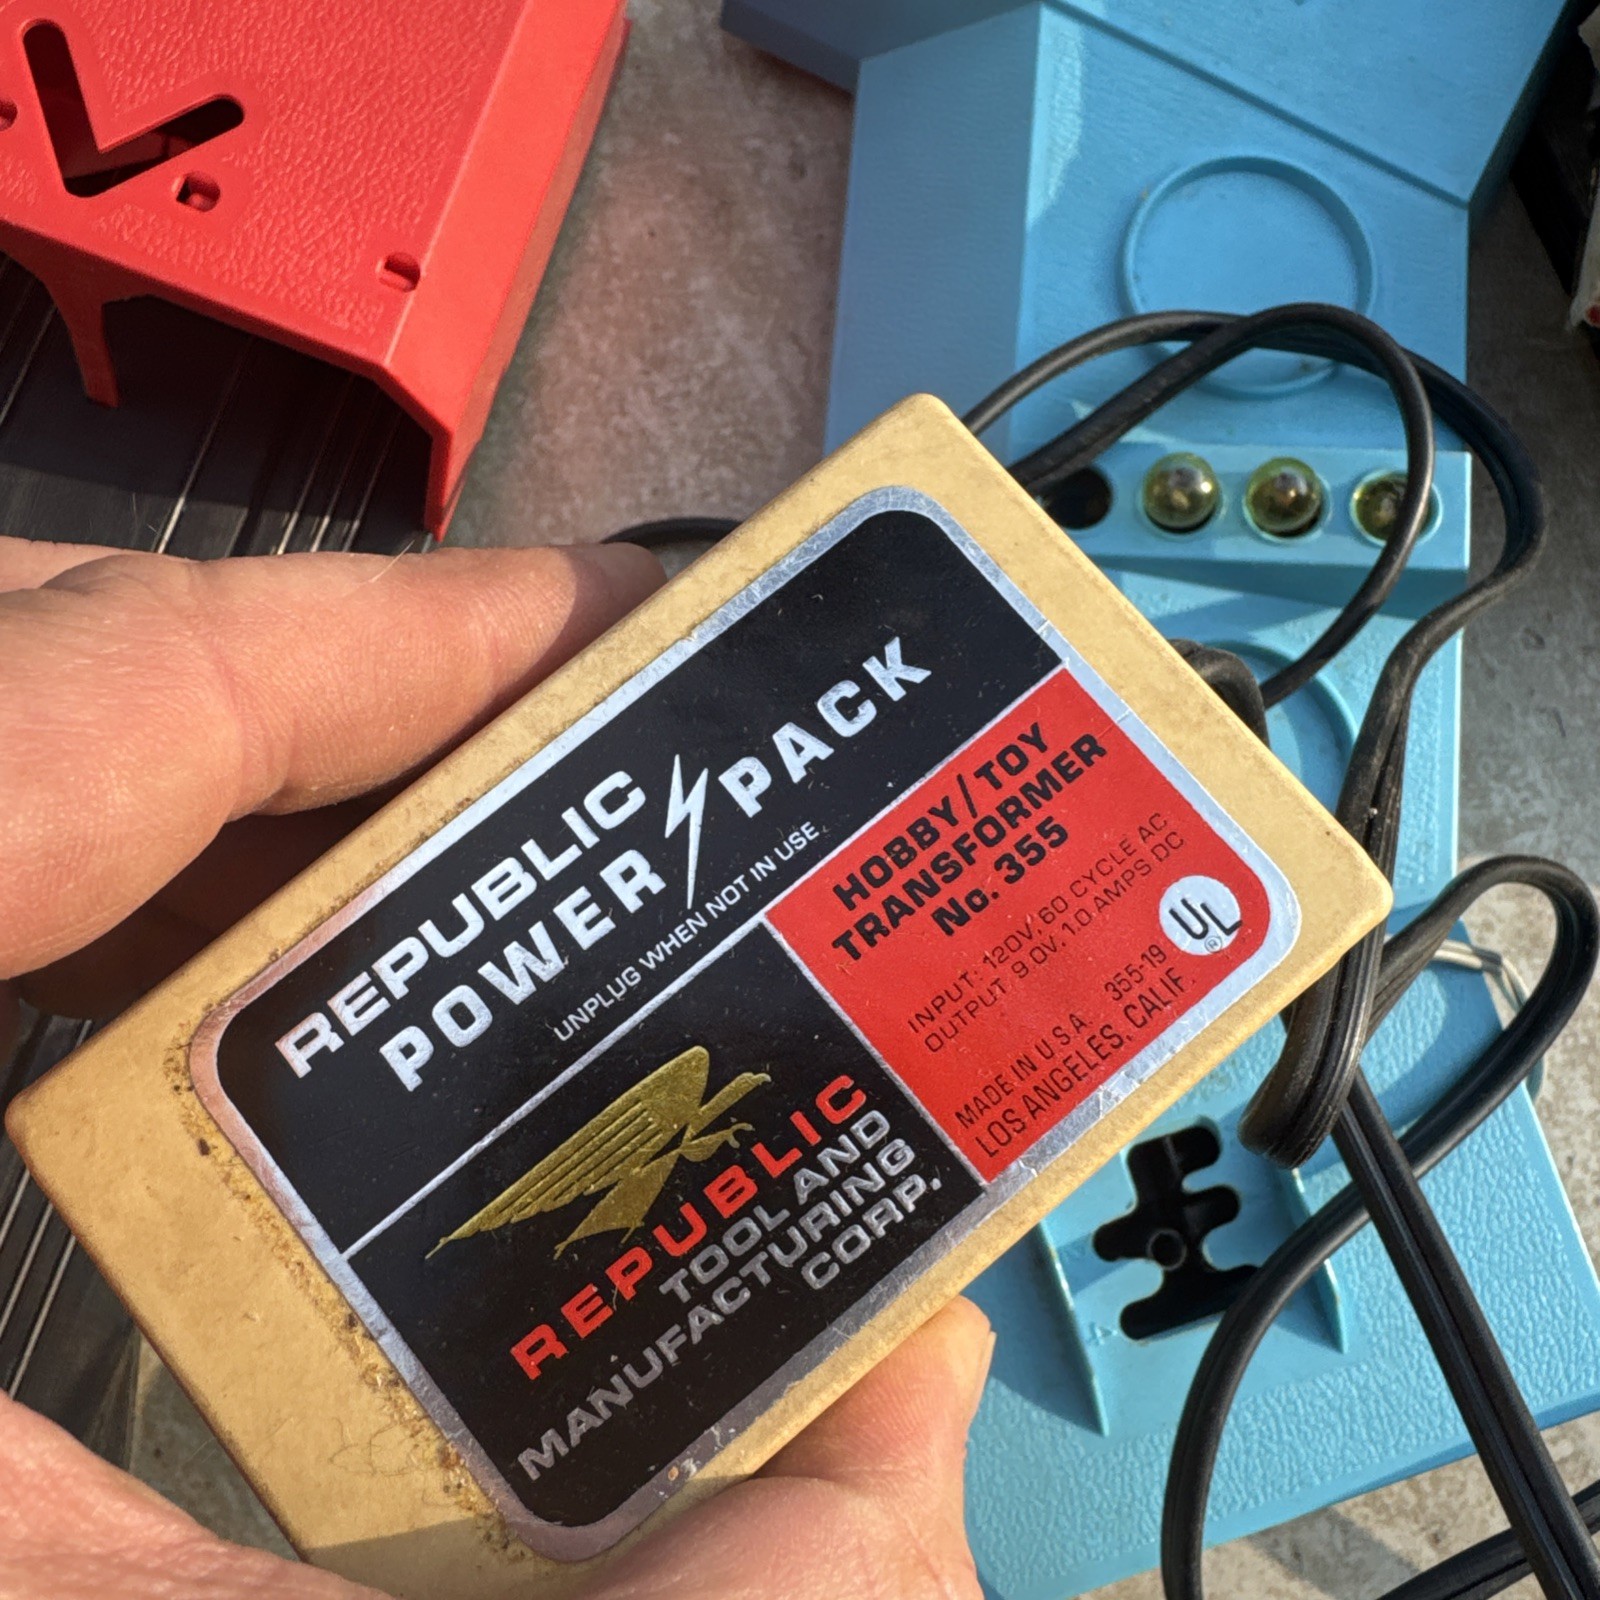 REPUBLIC
POWER PACK
UNPLUG WHEN NOT IN USE
HOBBY/TOY
TRANSFORMER
No. 355
INPUT: 120V, 60 CYCLE AC
OUTPUT: 9.0V, 1.0 AMPS DC
355-19
MADE IN U.S.A.
LOS ANGELES, CALIF.
UL
®
REPUBLIC
TOOL AND
MANUFACTURING
CORP.